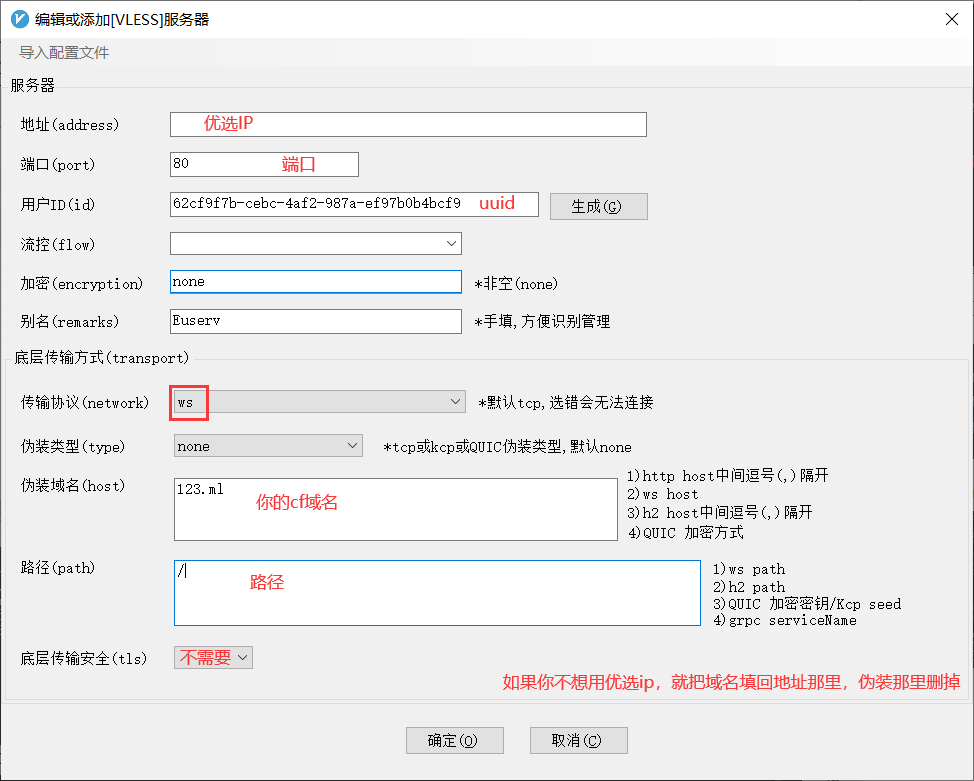 编辑或添加[VLESS]服务器
导入配置文件
服务器
地址(address) 优选IP
端口(port) 80 端口
用户ID(id) 62cf9f7b-cebc-4af2-987a-ef97b0b4bcf9 uuid 生成(G)
流控(flow)
加密(encryption) none *非空(none)
别名(remarks) Euserv *手填,方便识别管理
底层传输方式(transport)
传输协议(network) ws *默认tcp,选错会无法连接
伪装类型(type) none *tcp或kcp或QUIC伪装类型,默认none
伪装域名(host) 123.ml 你的cf域名
1)http host中间逗号(,)隔开
2)ws host
3)h2 host中间逗号(,)隔开
4)QUIC 加密方式
路径(path) / 路径
1)ws path
2)h2 path
3)QUIC 加密密钥/Kcp seed
4)grpc serviceName
底层传输安全(tls) 不需要
如果你不想用优选ip，就把域名填回地址那里，伪装那里删掉
确定(O) 取消(C)